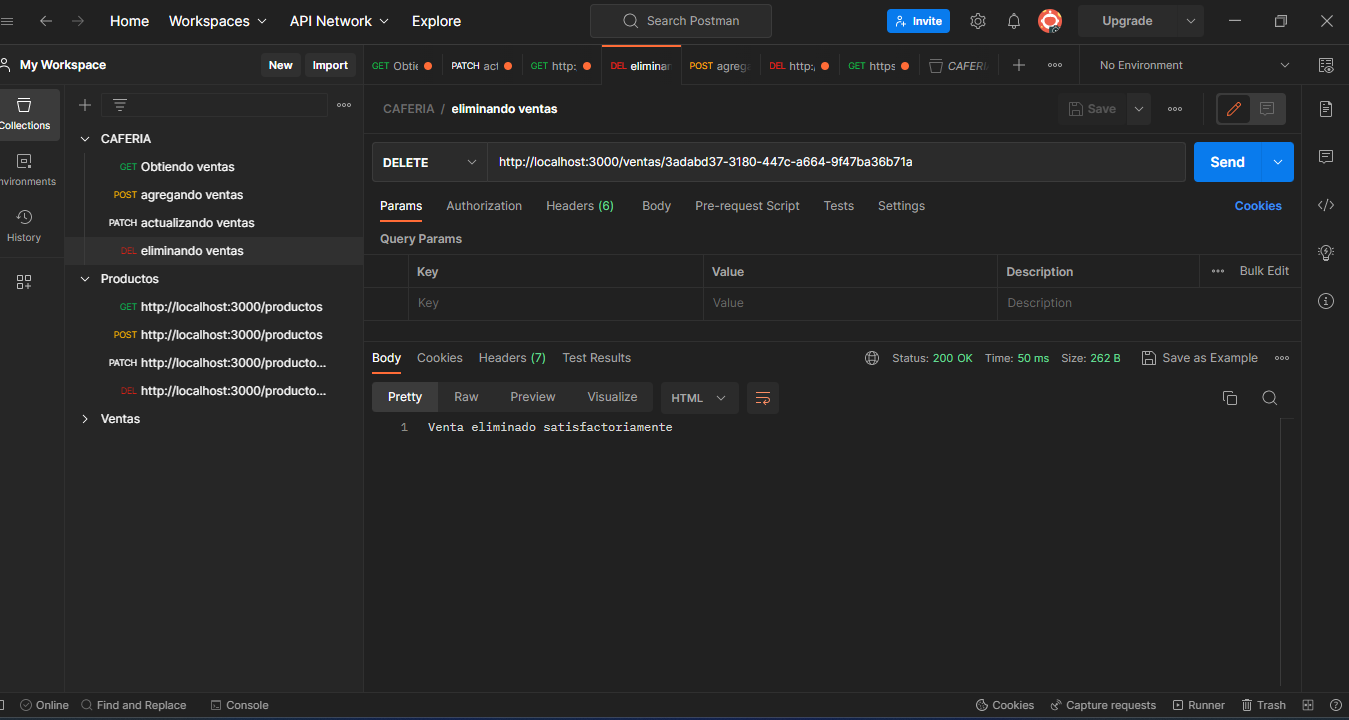 Home Workspaces API Network Explore Search Postman Invite Upgrade
My Workspace New Import
GET Obtie PATCH act GET http: DEL eliminar POST agrega DEL http:, GET https CAFERI No Environment
Collections
CAFERIA
GET Obtiendo ventas
POST agregando ventas
PATCH actualizando ventas
DEL eliminando ventas
Productos
GET http://localhost:3000/productos
POST http://localhost:3000/productos
PATCH http://localhost:3000/producto...
DEL http://localhost:3000/producto...
Ventas
nvironments
History
CAFERIA / eliminando ventas Save
DELETE http://localhost:3000/ventas/3adabd37-3180-447c-a664-9f47ba36b71a Send
Params Authorization Headers (6) Body Pre-request Script Tests Settings Cookies
Query Params
Key Value Description Bulk Edit
Key Value Description
Body Cookies Headers (7) Test Results Status: 200 OK Time: 50 ms Size: 262 B Save as Example
Pretty Raw Preview Visualize HTML
1 Venta eliminado satisfactoriamente
Online Find and Replace Console Cookies Capture requests Runner Trash